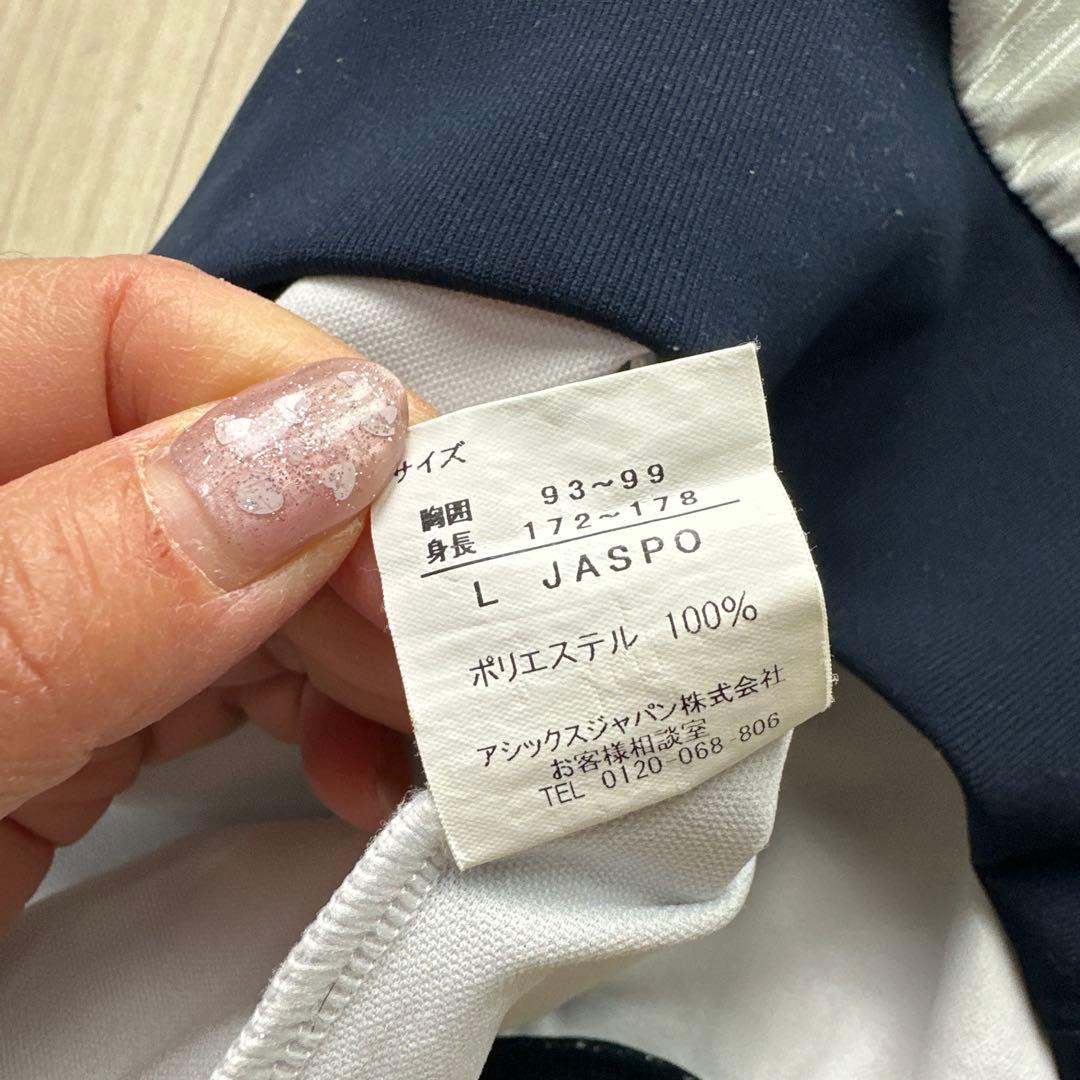 サイズ
胸囲 93～99
身長 172～178
L JASPO
ポリエステル 100%
アシックスジャパン株式会社
お客様相談室
TEL 0120-068-806